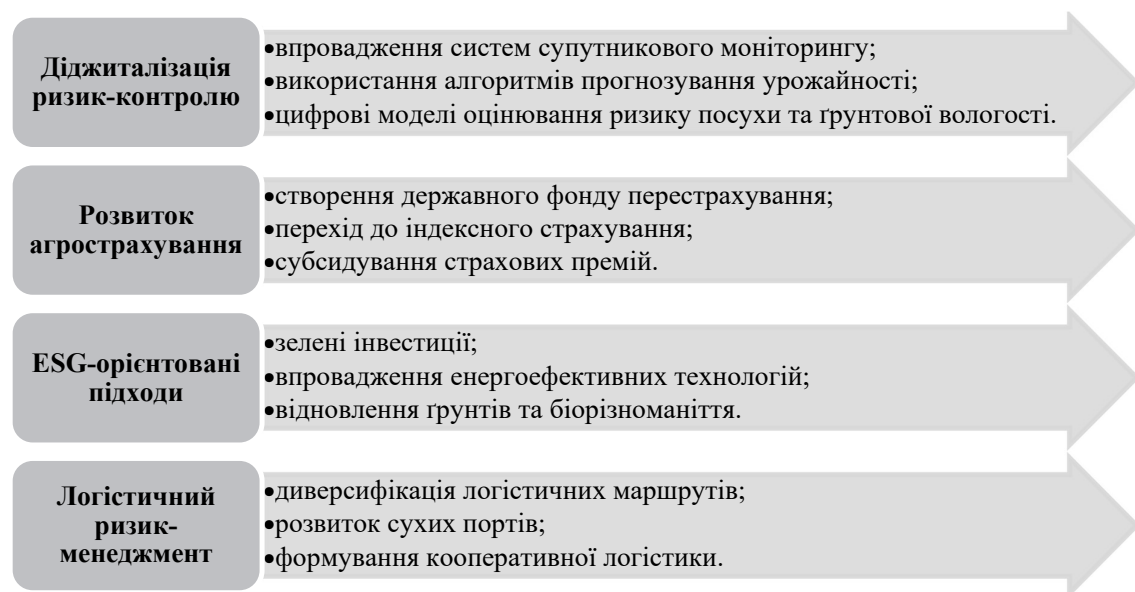 Діджиталізація
ризик-контролю
•впровадження систем супутникового моніторингу;
•використання алгоритмів прогнозування урожайності;
•цифрові моделі оцінювання ризику посухи та ґрунтової вологості.
Розвиток
агрострахування
•створення державного фонду перестрахування;
•перехід до індексного страхування;
•субсидування страхових премій.
ESG-орієнтовані
підходи
•зелені інвестиції;
•впровадження енергоефективних технологій;
•відновлення ґрунтів та біорізноманіття.
Логістичний
ризик-
менеджмент
•диверсифікація логістичних маршрутів;
•розвиток сухих портів;
•формування кооперативної логістики.